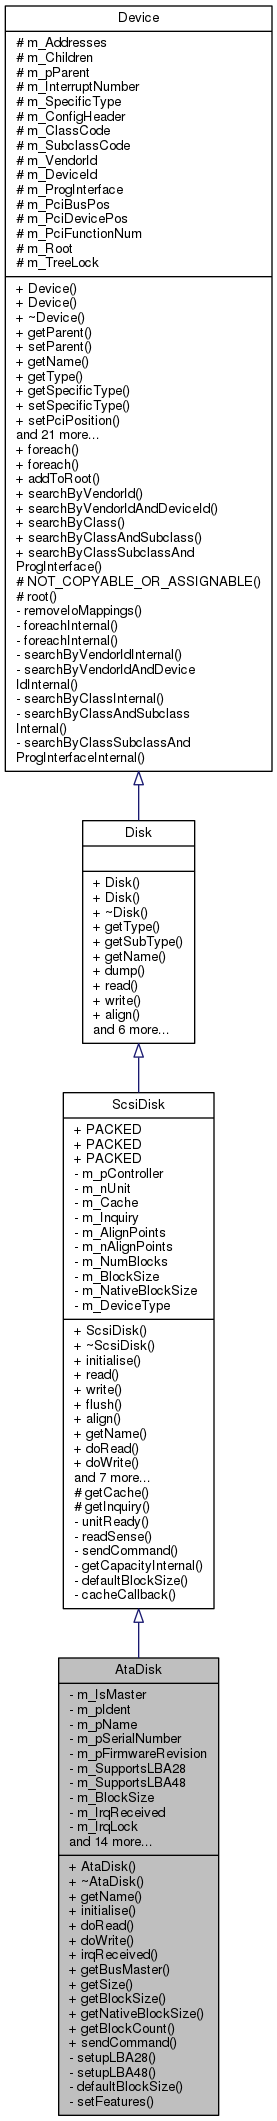 Device
# m_Addresses
# m_Children
# m_pParent
# m_InterruptNumber
# m_SpecificType
# m_ConfigHeader
# m_ClassCode
# m_SubclassCode
# m_VendorId
# m_DeviceId
# m_ProgInterface
# m_PciBusPos
# m_PciDevicePos
# m_PciFunctionNum
# m_Root
# m_TreeLock
+ Device()
+ Device()
+ ~Device()
+ getParent()
+ setParent()
+ getName()
+ getType()
+ getSpecificType()
+ setSpecificType()
+ setPciPosition()
and 21 more...
+ foreach()
+ foreach()
+ addToRoot()
+ searchByVendorId()
+ searchByVendorIdAndDeviceId()
+ searchByClass()
+ searchByClassAndSubclass()
+ searchByClassSubclassAnd
ProgInterface()
# NOT_COPYABLE_OR_ASSIGNABLE()
# root()
- removeIoMappings()
- foreachInternal()
- foreachInternal()
- searchByVendorIdInternal()
- searchByVendorIdAndDevice
IdInternal()
- searchByClassInternal()
- searchByClassAndSubclass
Internal()
- searchByClassSubclassAnd
ProgInterfaceInternal()
Disk
+ Disk()
+ Disk()
+ ~Disk()
+ getType()
+ getSubType()
+ getName()
+ dump()
+ read()
+ write()
+ align()
and 6 more...
ScsiDisk
+ PACKED
+ PACKED
+ PACKED
- m_pController
- m_nUnit
- m_Cache
- m_Inquiry
- m_AlignPoints
- m_nAlignPoints
- m_NumBlocks
- m_BlockSize
- m_NativeBlockSize
- m_DeviceType
+ ScsiDisk()
+ ~ScsiDisk()
+ initialise()
+ read()
+ write()
+ flush()
+ align()
+ getName()
+ doRead()
+ doWrite()
and 7 more...
# getCache()
# getInquiry()
- unitReady()
- readSense()
- sendCommand()
- getCapacityInternal()
- defaultBlockSize()
- cacheCallback()
AtaDisk
- m_IsMaster
- m_pIdent
- m_pName
- m_pSerialNumber
- m_pFirmwareRevision
- m_SupportsLBA28
- m_SupportsLBA48
- m_BlockSize
- m_IrqReceived
- m_IrqLock
and 14 more...
+ AtaDisk()
+ ~AtaDisk()
+ getName()
+ initialise()
+ doRead()
+ doWrite()
+ irqReceived()
+ getBusMaster()
+ getSize()
+ getBlockSize()
+ getNativeBlockSize()
+ getBlockCount()
+ sendCommand()
- setupLBA28()
- setupLBA48()
- defaultBlockSize()
- setFeatures()